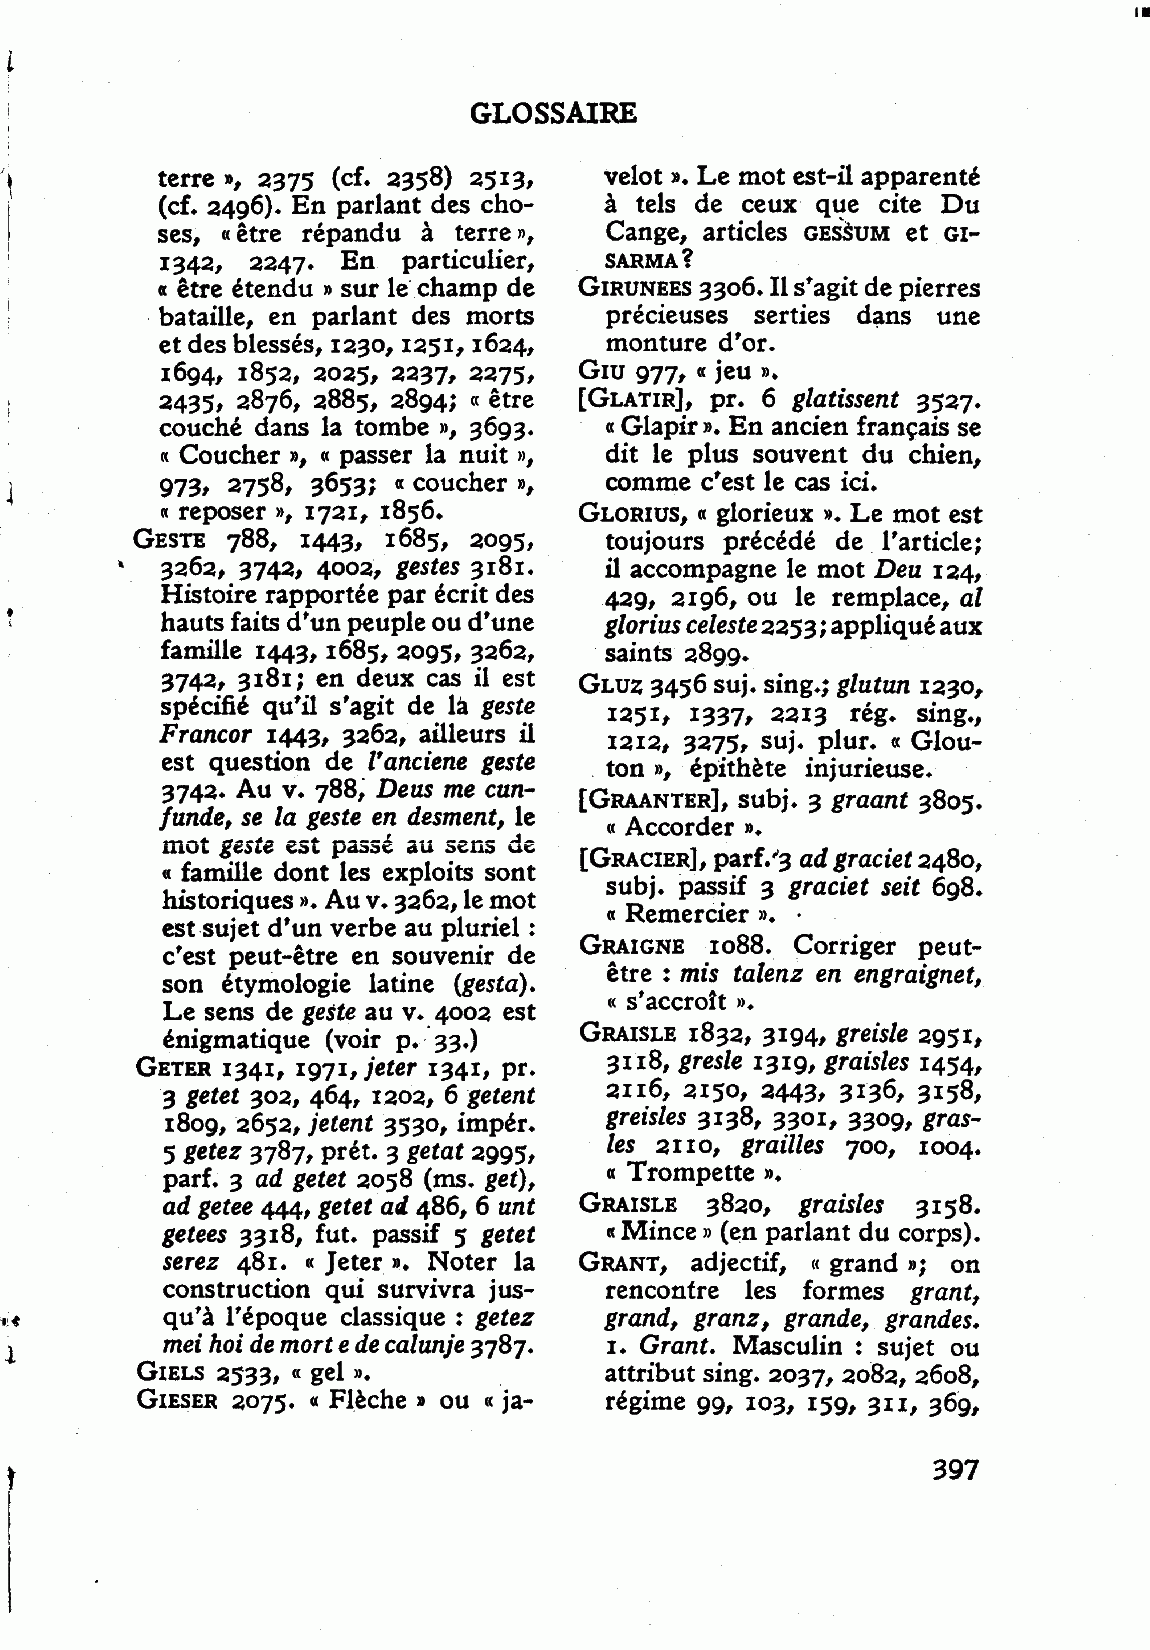 GLOSSAIRE
terre », 2375 (cf. 2358) 2513,
(cf. 2496). En parlant des cho-
ses, « être répandu à terre »,
1342, 2247. En particulier,
« être étendu » sur le champ de
bataille, en parlant des morts
et des blessés, 1230, 1251, 1624,
1694, 1852, 2025, 2237, 2275,
2435, 2876, 2885, 2894; « être
couché dans la tombe », 3693.
« Coucher », « passer la nuit »,
973, 2758, 3653; « coucher »,
« reposer », 1721, 1856.
GESTE 788, 1443, 1685, 2095,
3262, 3742, 4002, gestes 3181.
Histoire rapportée par écrit des
hauts faits d'un peuple ou d'une
famille 1443, 1685, 2095, 3262,
3742, 3181; en deux cas il est
spécifié qu'il s'agit de la geste
Francor 1443, 3262, ailleurs il
est question de l'anciene geste
3742. Au v. 788, Deus me cun-
funde, se la geste en desment, le
mot geste est passé au sens de
« famille dont les exploits sont
historiques ». Au v. 3262, le mot
est sujet d'un verbe au pluriel :
c'est peut-être en souvenir de
son étymologie latine (gesta).
Le sens de geste au v. 4002 est
énigmatique (voir p. 33.)
GETER 1341, 1971, jeter 1341, pr.
3 getet 302, 464, 1202, 6 getent
1809, 2652, jetent 3530, impér.
5 getez 3787, prét. 3 getat 2995,
parf. 3 ad getet 2058 (ms. get),
ad getee 444, getet ad 486, 6 unt
getees 3318, fut. passif 5 getet
serez 481. « Jeter ». Noter la
construction qui survivra jus-
qu'à l'époque classique : getez
mei hoi de mort e de calunje 3787.
GIELS 2533, « gel ».
GIESER 2075. « Flèche » ou « ja-
velot ». Le mot est-il apparenté
à tels de ceux que cite Du
Cange, articles GESSUM et GI-
SARMA?
GIRUNEES 3306. Il s'agit de pierres
précieuses serties dans une
monture d'or.
GIU 977, « jeu ».
[GLATIR], pr. 6 glatissent 3527.
« Glapir ». En ancien français se
dit le plus souvent du chien,
comme c'est le cas ici.
GLORIUS, « glorieux ». Le mot est
toujours précédé de l'article;
il accompagne le mot Deu 124,
429, 2196, ou le remplace, al
glorius celeste 2253; appliqué aux
saints 2899.
GLUZ 3456 suj. sing.; glutun 1230,
1251, 1337, 2213 rég. sing.,
1212, 3275, suj. plur. « Glou-
ton », épithète injurieuse.
[GRAANTER], subj. 3 graant 3805.
« Accorder ».
[GRACIER], parf. 3 ad graciet 2480,
subj. passif 3 graciet seit 698.
« Remercier ».
GRAIGNE 1088. Corriger peut-
être : mis talenz en engraignet,
« s'accroît ».
GRAISLE 1832, 3194, greisle 2951,
3118, gresle 1319, graisles 1454,
2116, 2150, 2443, 3136, 3158,
greisles 3138, 3301, 3309, gras-
les 2110, grailles 700, 1004.
« Trompette ».
GRAISLE 3820, graisles 3158.
« Mince » (en parlant du corps).
GRANT, adjectif, « grand »; on
rencontre les formes grant,
grand, granz, grande, grandes.
1. Grant. Masculin : sujet ou
attribut sing. 2037, 2082, 2608,
régime 99, 103, 159, 311, 369,
397